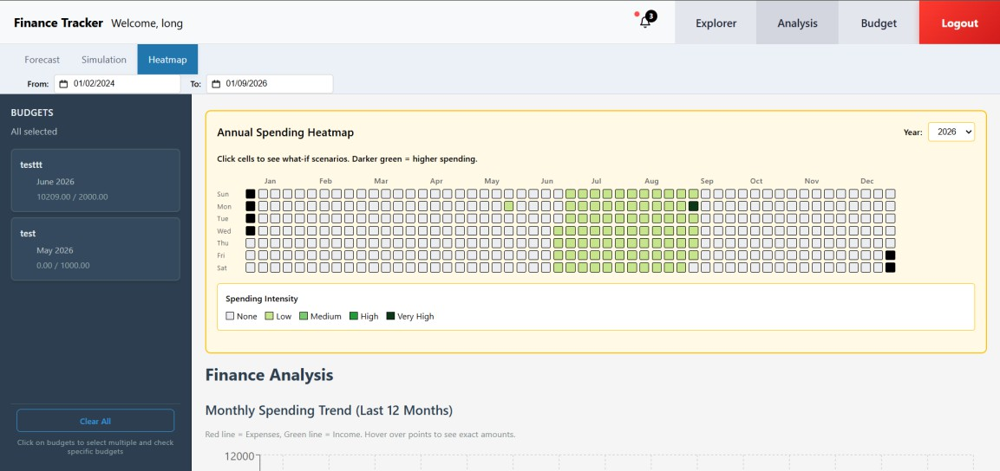 Finance Tracker Welcome, long
3
Explorer Analysis Budget Logout
Forecast Simulation Heatmap
From: 01/02/2024 To: 01/09/2026
BUDGETS
All selected
testtt
June 2026
10209.00 / 2000.00
test
May 2026
0.00 / 1000.00
Clear All
Click on budgets to select multiple and check
specific budgets
Annual Spending Heatmap
Year: 2026
Click cells to see what-if scenarios. Darker green = higher spending.
Jan Feb Mar Apr May Jun Jul Aug Sep Oct Nov Dec
Sun
Mon
Tue
Wed
Thu
Fri
Sat
Spending Intensity
None Low Medium High Very High
Finance Analysis
Monthly Spending Trend (Last 12 Months)
Red line = Expenses, Green line = Income. Hover over points to see exact amounts.
12000